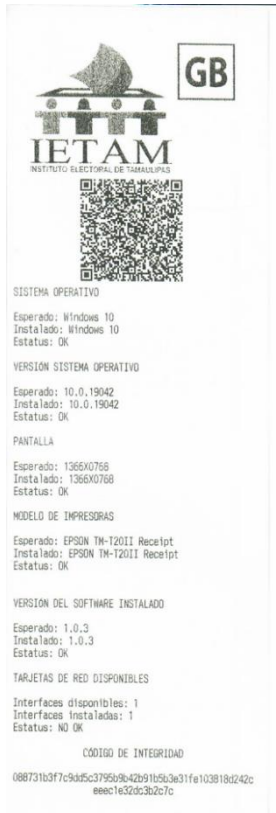 GB
IETAM
INSTITUTO ELECTORAL DE TAMAULIPAS
SISTEMA OPERATIVO
Esperado: Windows 10
Instalado: Windows 10
Estatus: OK
VERSIÓN SISTEMA OPERATIVO
Esperado: 10.0.19042
Instalado: 10.0.19042
Estatus: OK
PANTALLA
Esperado: 1366X0768
Instalado: 1366X0768
Estatus: OK
MODELO DE IMPRESORAS
Esperado: EPSON TM-T20II Receipt
Instalado: EPSON TM-T20II Receipt
Estatus: OK
VERSIÓN DEL SOFTWARE INSTALADO
Esperado: 1.0.3
Instalado: 1.0.3
Estatus: OK
TARJETAS DE RED DISPONIBLES
Interfaces disponibles: 1
Interfaces instaladas: 1
Estatus: NO OK
CÓDIGO DE INTEGRIDAD
088731b3f7c9dd5c3795b9b42b91b5b3e31fe103818d242c
eeec1e32dc3b2c7c